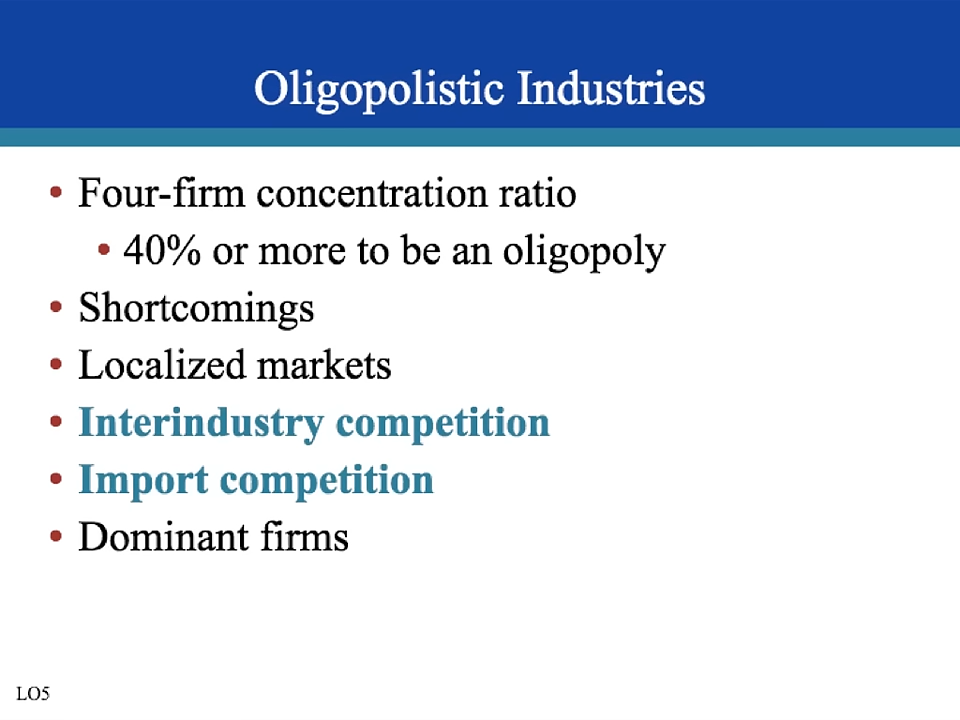 Oligopolistic Industries
• Four-firm concentration ratio
• 40% or more to be an oligopoly
• Shortcomings
• Localized markets
• Interindustry competition
• Import competition
• Dominant firms
LO5